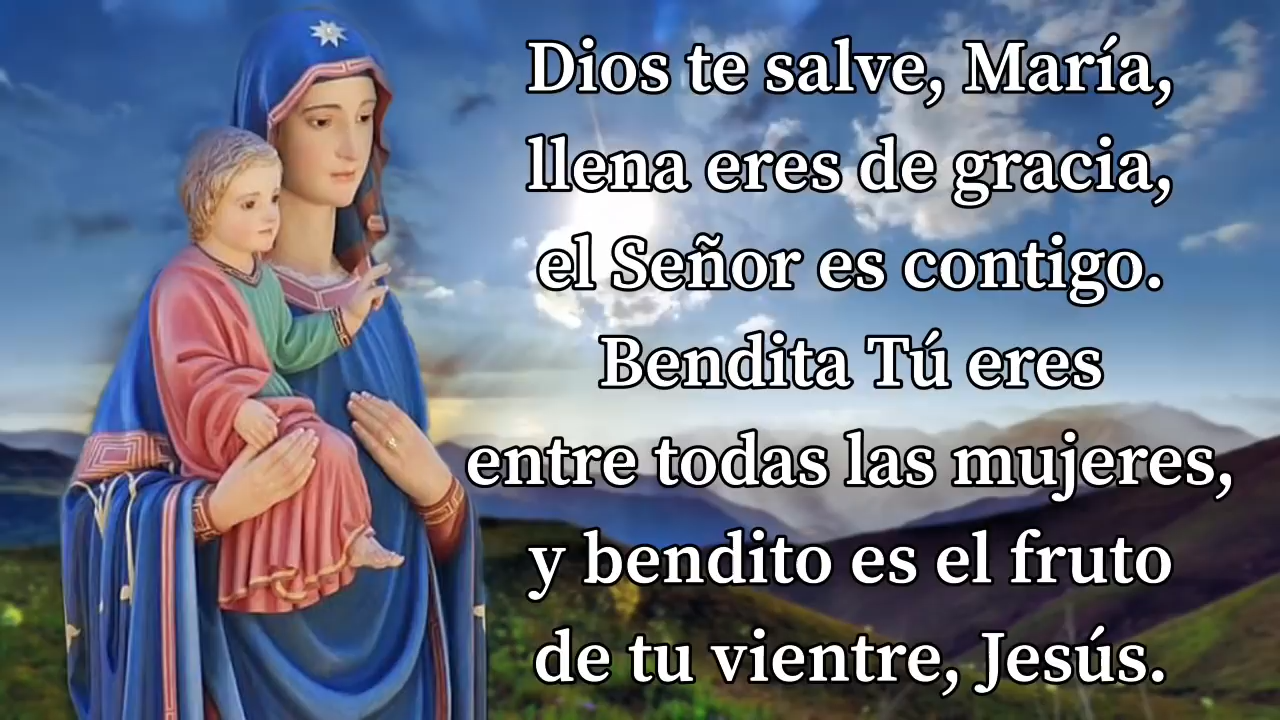 Dios te salve, María,
llena eres de gracia,
el Señor es contigo.
Bendita Tú eres
entre todas las mujeres,
y bendito es el fruto
de tu vientre, Jesús.